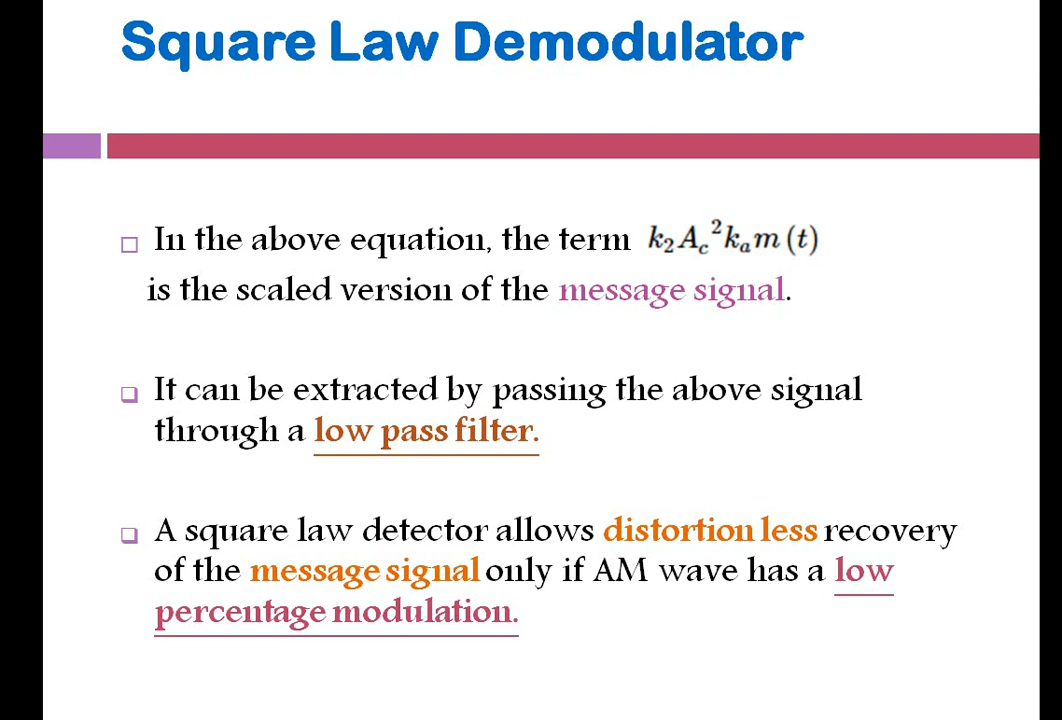 Square Law Demodulator
In the above equation, the term k₂A_c²k_a m(t)
is the scaled version of the message signal.
It can be extracted by passing the above signal
through a low pass filter.
A square law detector allows distortion less recovery
of the message signal only if AM wave has a low
percentage modulation.